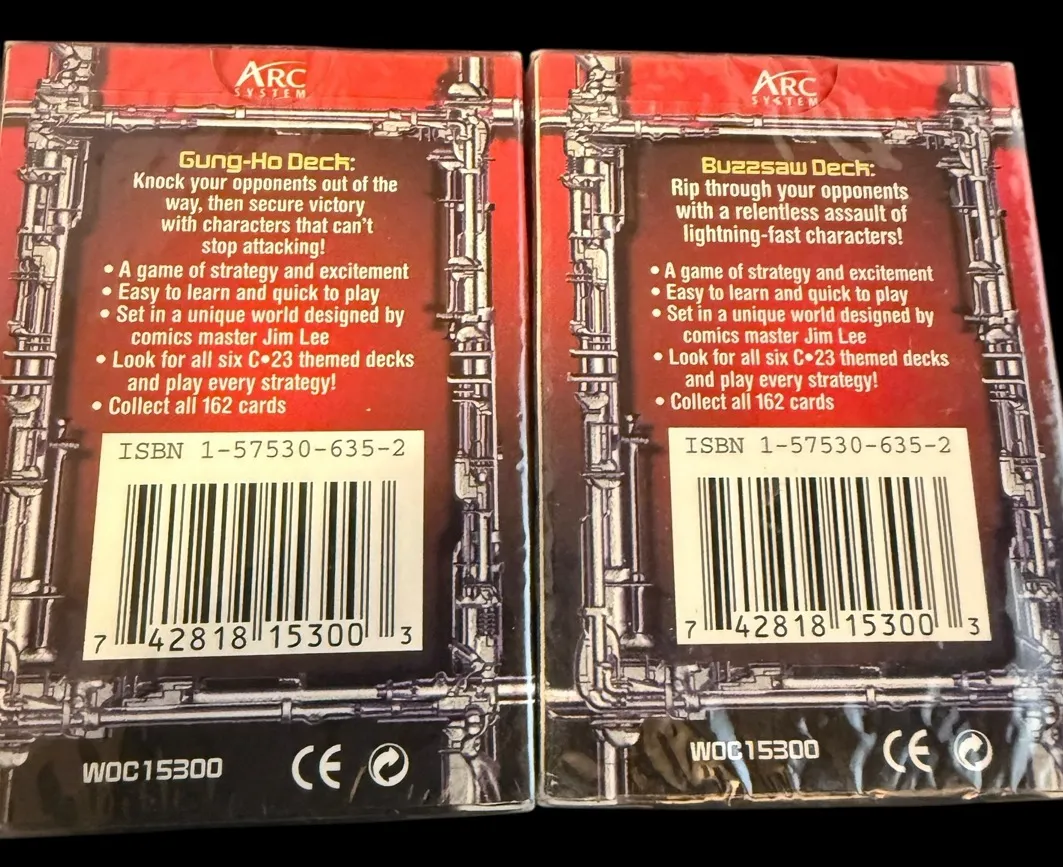 ARC
SYSTEM
Gung-Ho Deck:
Knock your opponents out of the
way, then secure victory
with characters that can't
stop attacking!
• A game of strategy and excitement
• Easy to learn and quick to play
• Set in a unique world designed by
comics master Jim Lee
• Look for all six C•23 themed decks
and play every strategy!
• Collect all 162 cards
ISBN 1-57530-635-2
7 42818 15300 3
WOC15300
CE
ARC
SYSTEM
Buzzsaw Deck:
Rip through your opponents
with a relentless assault of
lightning-fast characters!
• A game of strategy and excitement
• Easy to learn and quick to play
• Set in a unique world designed by
comics master Jim Lee
• Look for all six C•23 themed decks
and play every strategy!
• Collect all 162 cards
ISBN 1-57530-635-2
7 42818 15300 3
WOC15300
CE